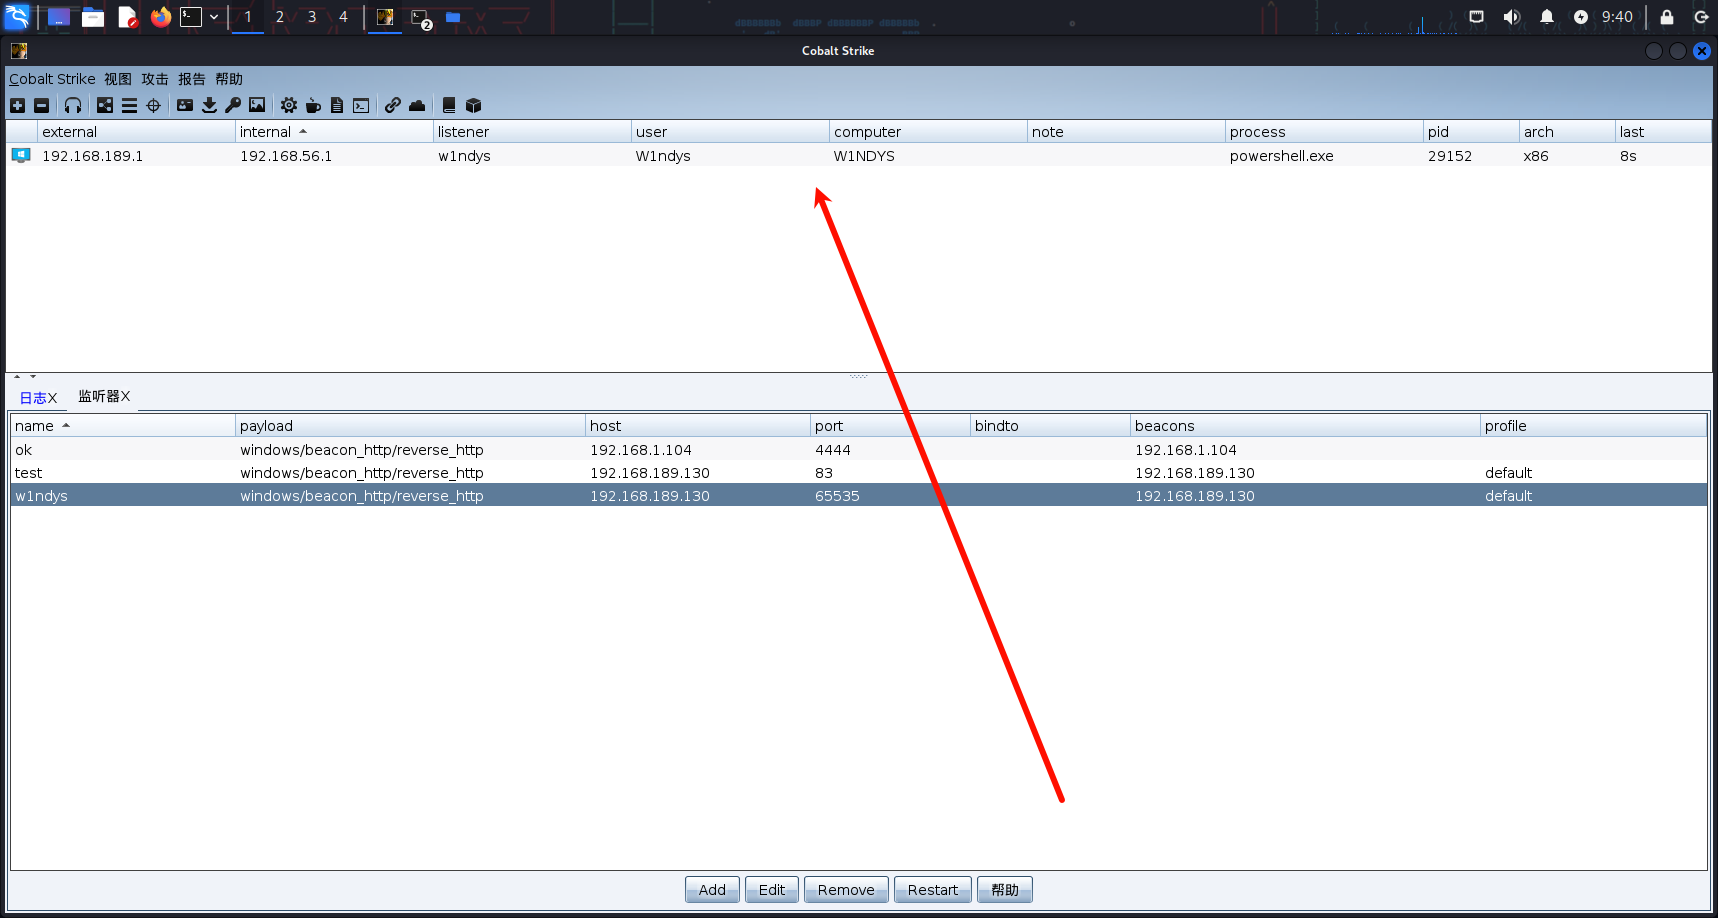 1 2 3 4 2 9:40
Cobalt Strike
Cobalt Strike 视图 攻击 报告 帮助
external internal listener user computer note process pid arch last
192.168.189.1 192.168.56.1 w1ndys W1ndys W1NDYS powershell.exe 29152 x86 8s
日志X 监听器X
name payload host port bindto beacons profile
ok windows/beacon_http/reverse_http 192.168.1.104 4444 192.168.1.104
test windows/beacon_http/reverse_http 192.168.189.130 83 192.168.189.130 default
w1ndys windows/beacon_http/reverse_http 192.168.189.130 65535 192.168.189.130 default
Add Edit Remove Restart 帮助